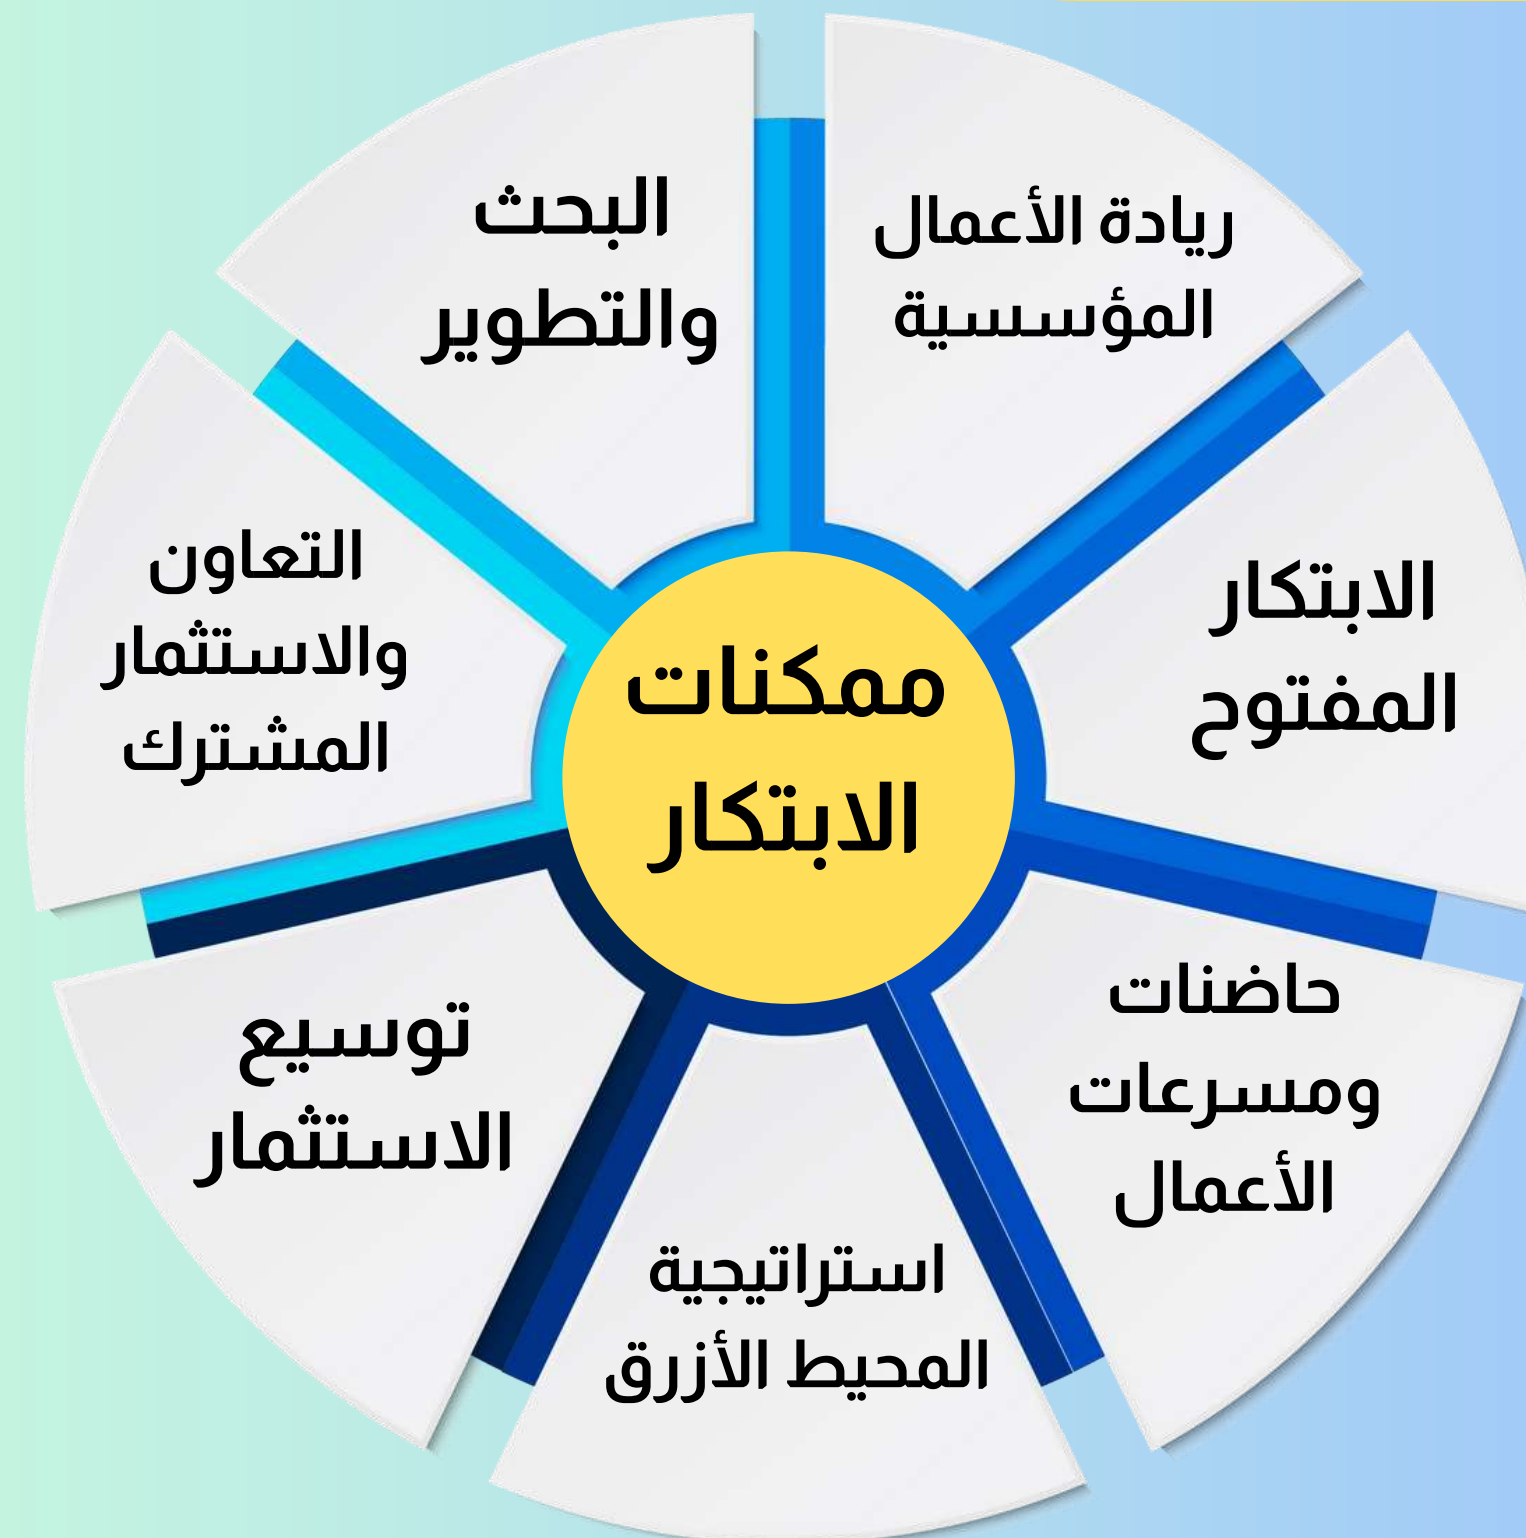 ممكنات
الابتكار
ريادة الأعمال
المؤسسية
الابتكار
المفتوح
حاضنات
ومسرعات
الأعمال
استراتيجية
المحيط الأزرق
توسيع
الاستثمار
التعاون
والاستثمار
المشترك
البحث
والتطوير